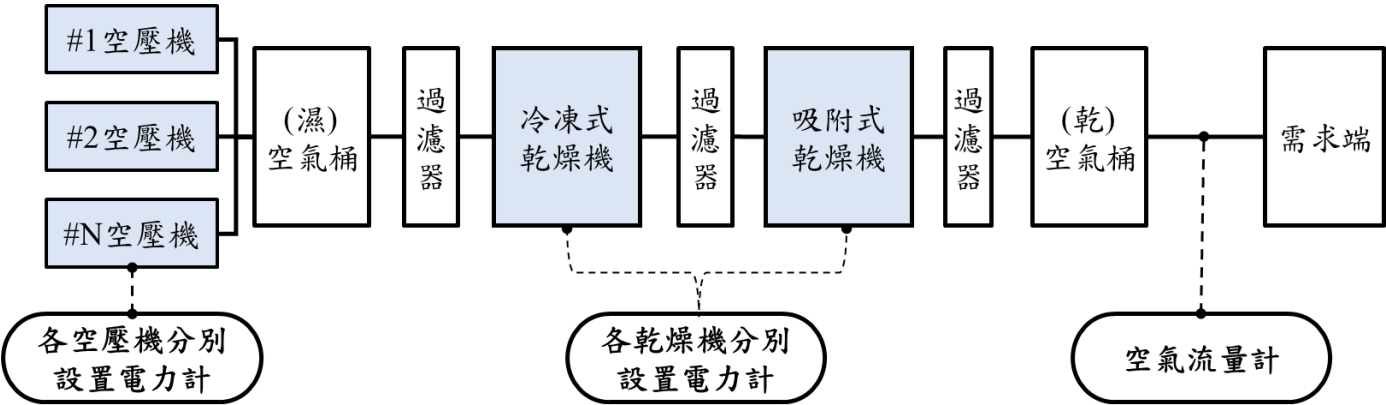 #1空壓機
#2空壓機
#N空壓機
(濕)
空氣桶
過
濾
器
冷凍式
乾燥機
過
濾
器
吸附式
乾燥機
過
濾
器
(乾)
空氣桶
需求端
各空壓機分別
設置電力計
各乾燥機分別
設置電力計
空氣流量計